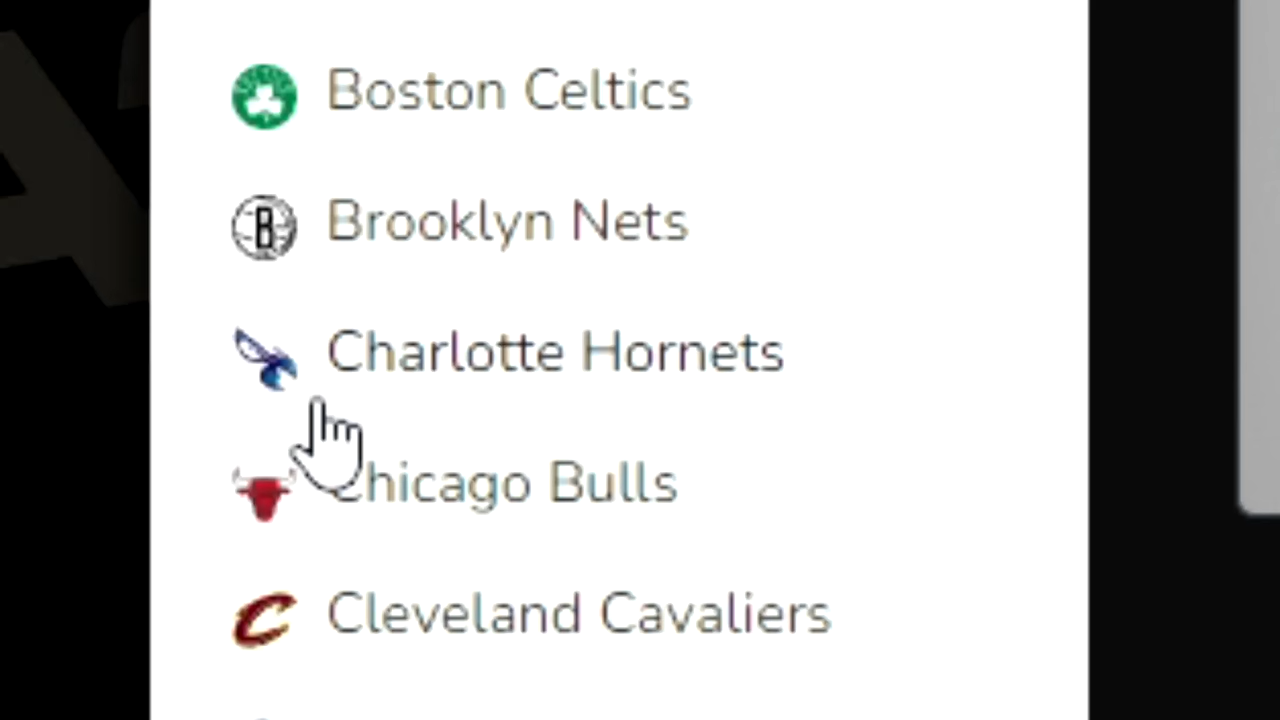 Boston Celtics
Brooklyn Nets
Charlotte Hornets
Chicago Bulls
Cleveland Cavaliers